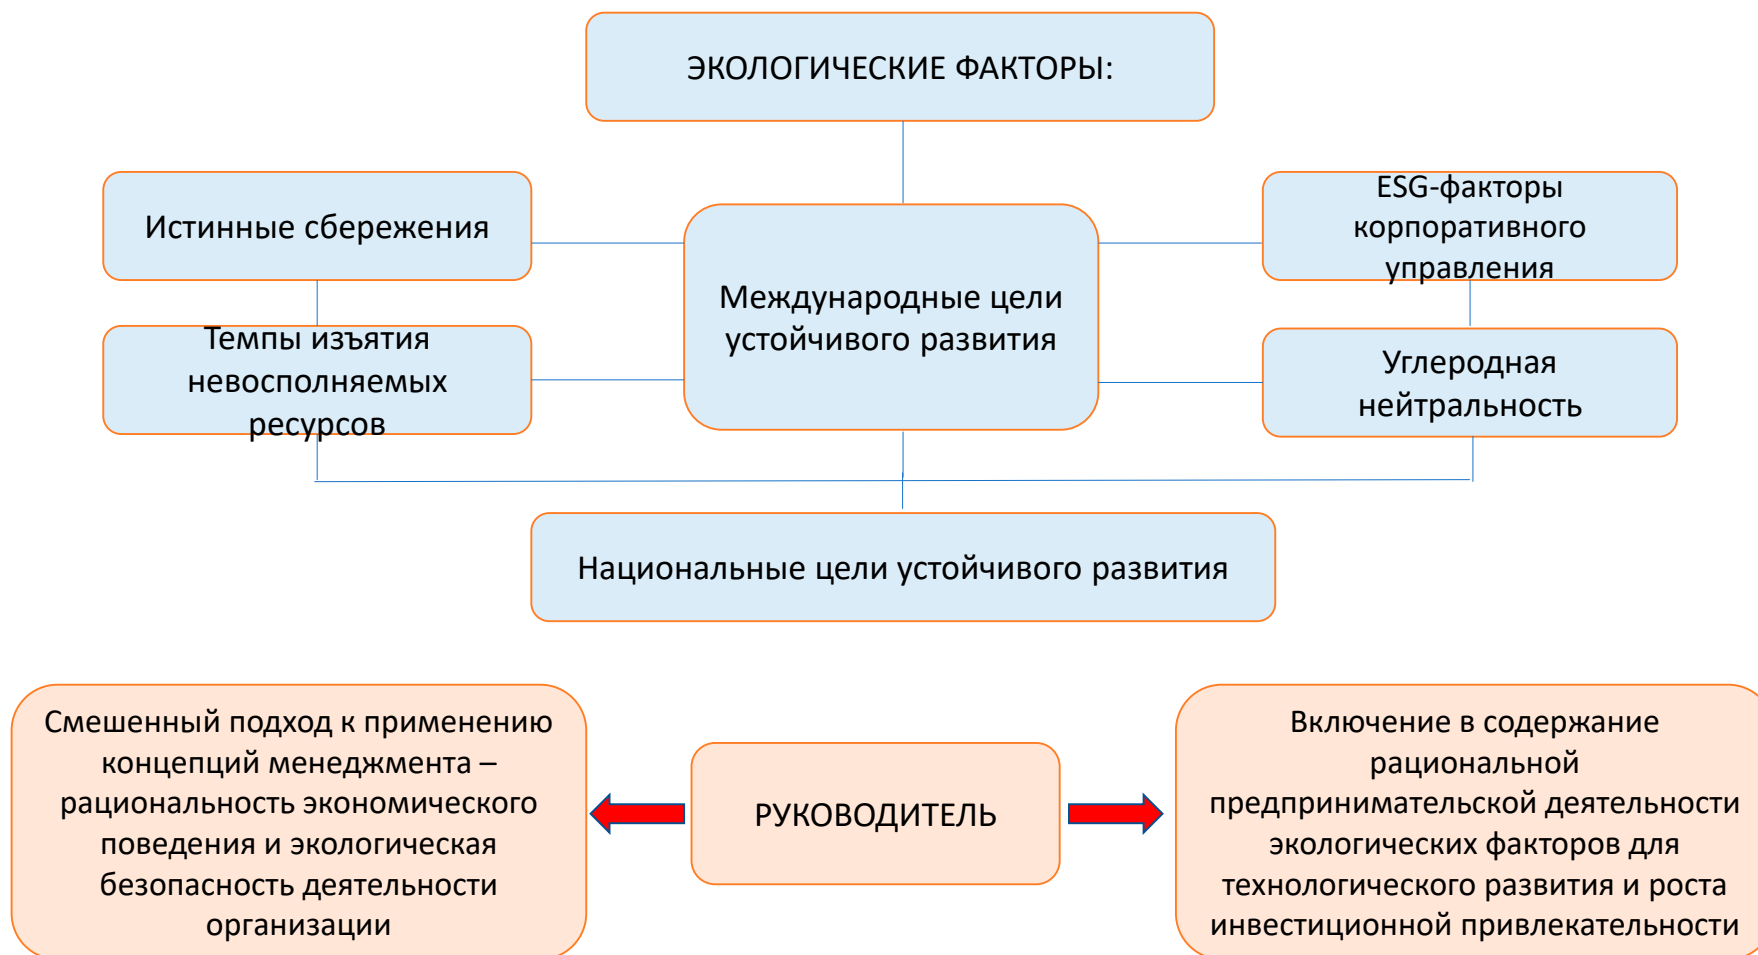 ЭКОЛОГИЧЕСКИЕ ФАКТОРЫ:
Истинные сбережения
Темпы изъятия
невосполняемых
ресурсов
Международные цели
устойчивого развития
ESG-факторы
корпоративного
управления
Углеродная
нейтральность
Национальные цели устойчивого развития
Смешенный подход к применению
концепций менеджмента –
рациональность экономического
поведения и экологическая
безопасность деятельности
организации
РУКОВОДИТЕЛЬ
Включение в содержание
рациональной
предпринимательской деятельности
экологических факторов для
технологического развития и роста
инвестиционной привлекательности